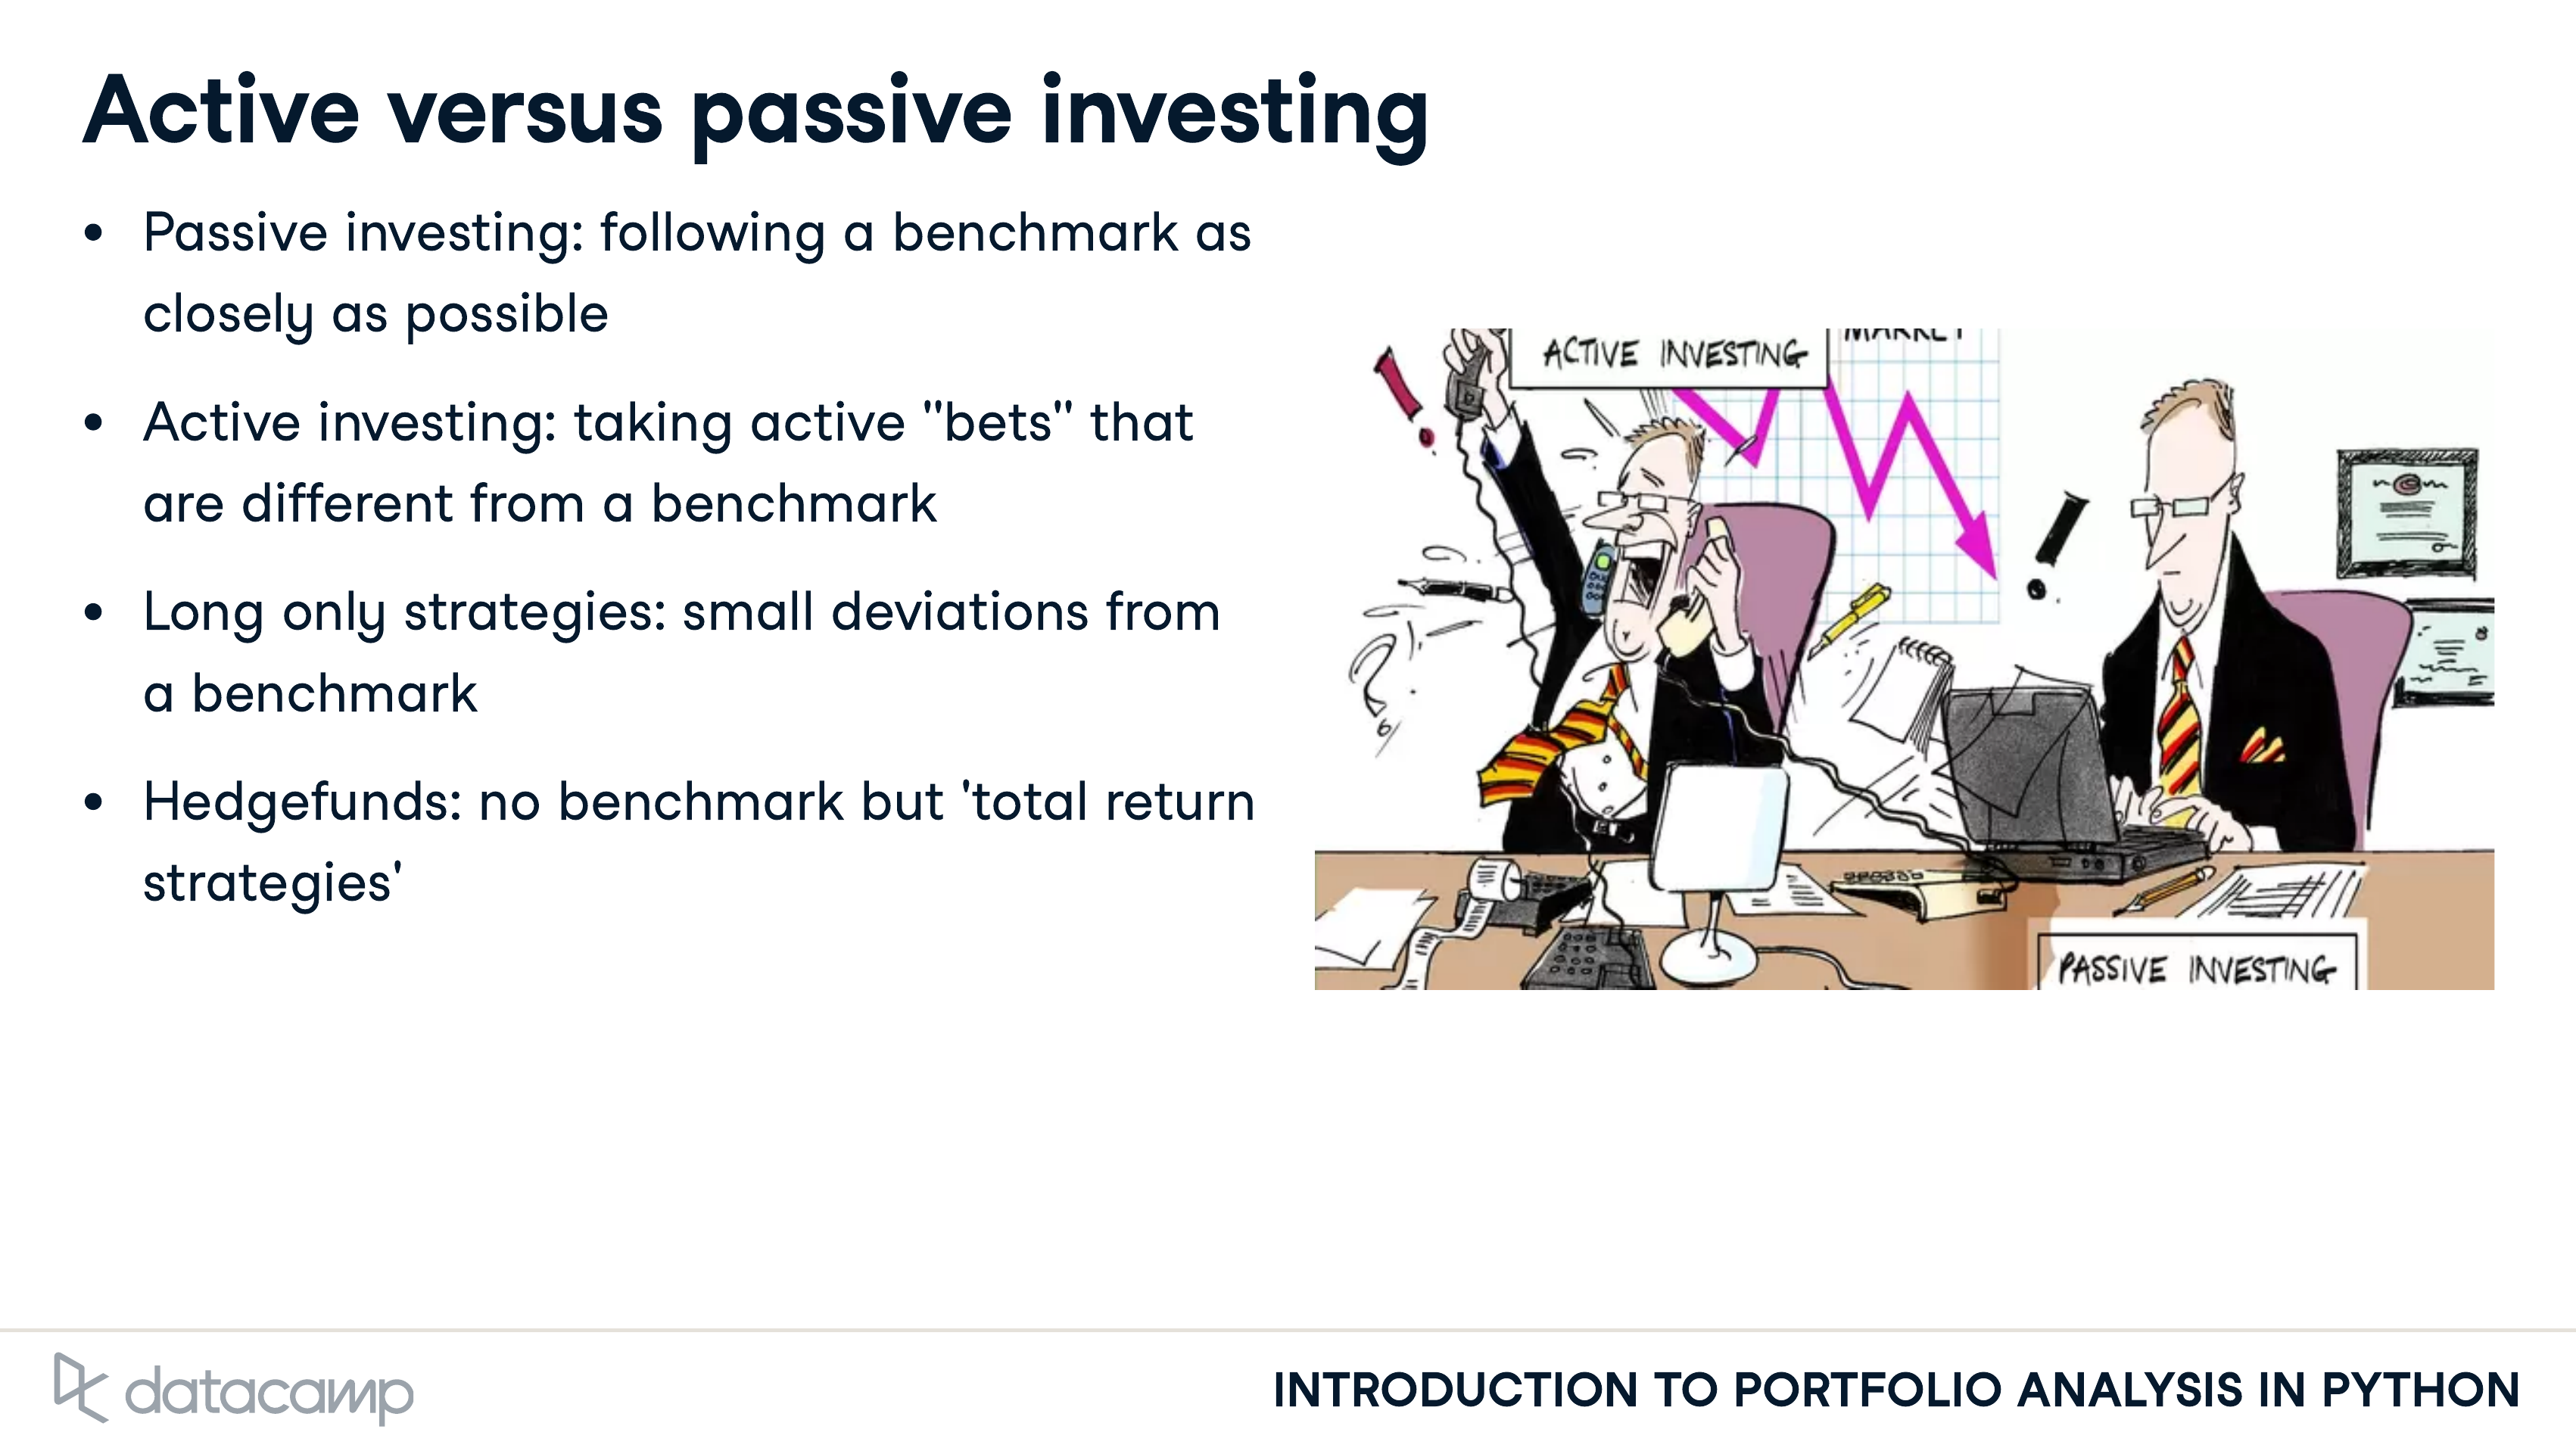 Active versus passive investing
• Passive investing: following a benchmark as
closely as possible
• Active investing: taking active "bets" that
are different from a benchmark
• Long only strategies: small deviations from
a benchmark
• Hedgefunds: no benchmark but 'total return
strategies'
MARKET
ACTIVE INVESTING
PASSIVE INVESTING
datacamp
INTRODUCTION TO PORTFOLIO ANALYSIS IN PYTHON